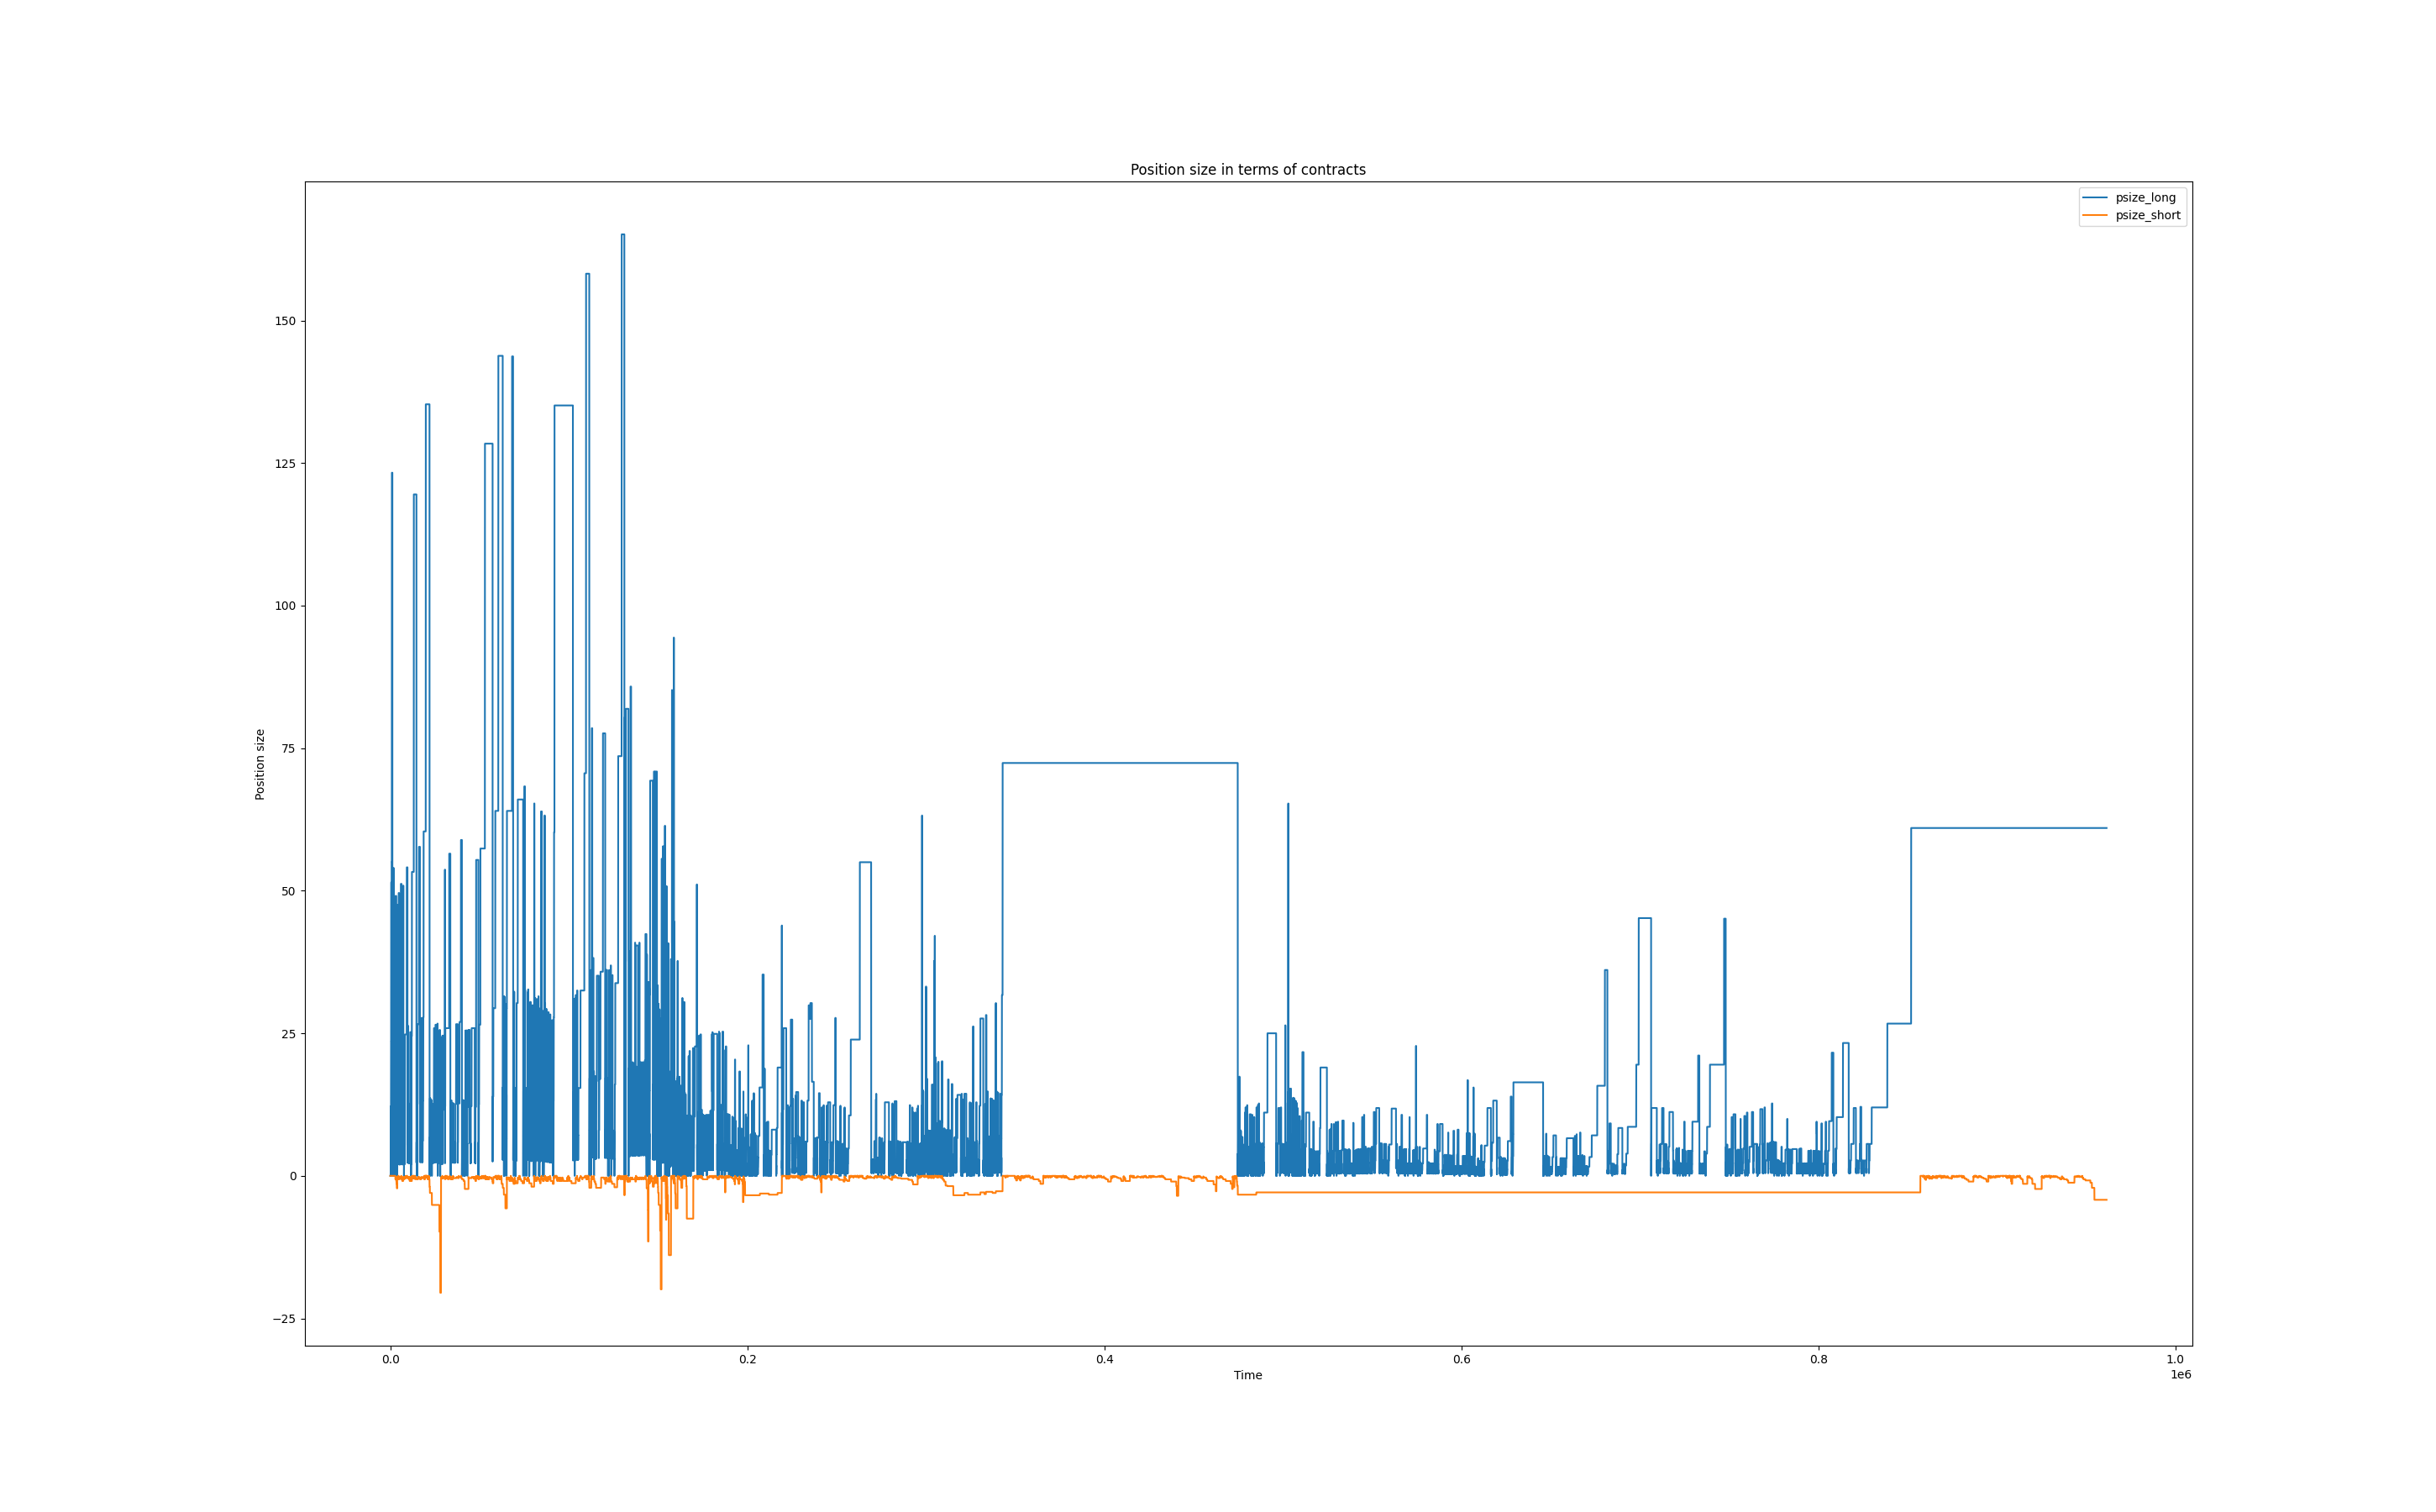 Position size in terms of contracts
psize_long
psize_short
150
125
100
75
50
25
0
−25
Position size
0.0
0.2
0.4
0.6
0.8
1.0
Time
1e6